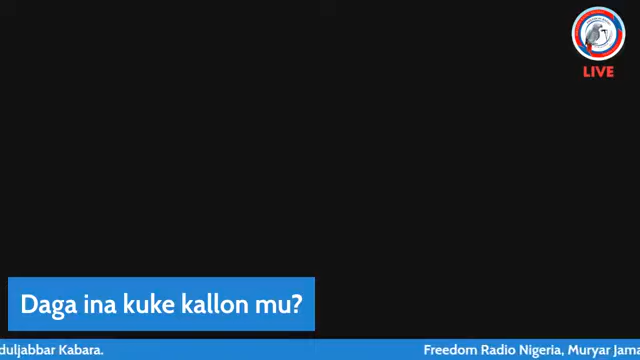 LIVE
Daga ina kuke kallon mu?
duljabbar Kabara.
Freedom Radio Nigeria, Muryar Jama